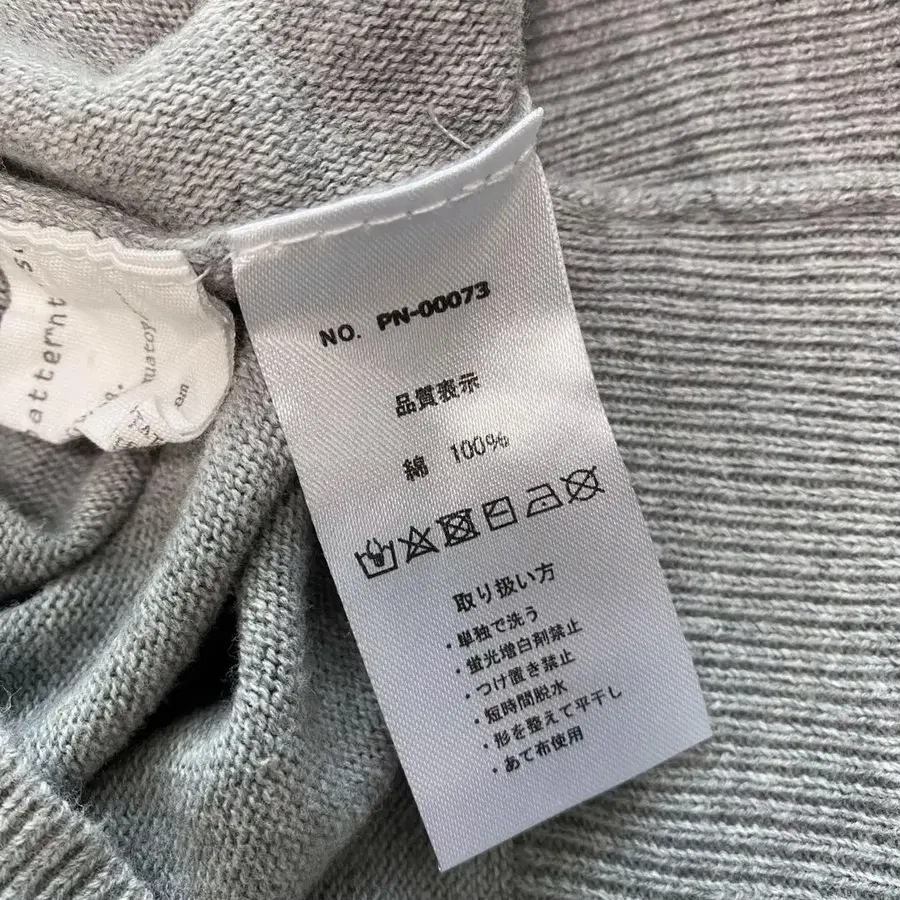 NO. PN-00073
品質表示
綿 100%
取り扱い方
・単独で洗う
・蛍光増白剤禁止
・つけ置き禁止
・短時間脱水
・形を整えて平干し
・あて布使用
atternt